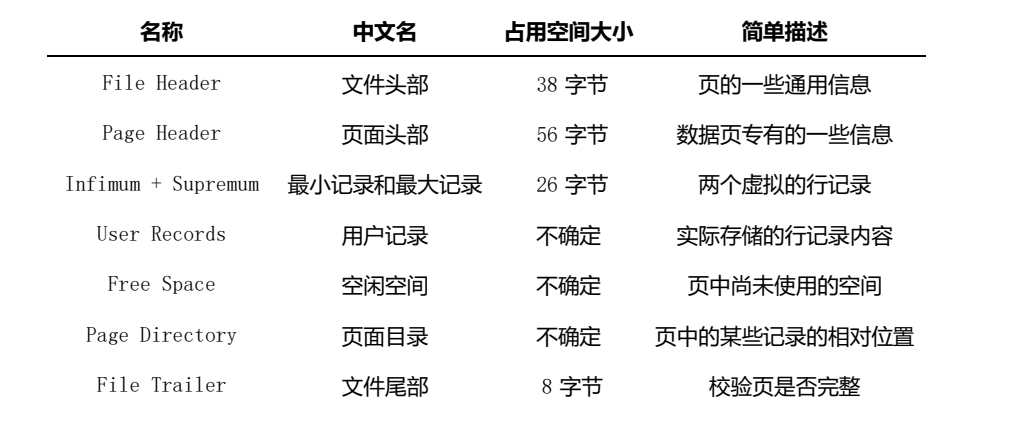 名称 中文名 占用空间大小 简单描述
File Header 文件头部 38 字节 页的一些通用信息
Page Header 页面头部 56 字节 数据页专有的一些信息
Infimum + Supremum 最小记录和最大记录 26 字节 两个虚拟的行记录
User Records 用户记录 不确定 实际存储的行记录内容
Free Space 空闲空间 不确定 页中尚未使用的空间
Page Directory 页面目录 不确定 页中的某些记录的相对位置
File Trailer 文件尾部 8 字节 校验页是否完整